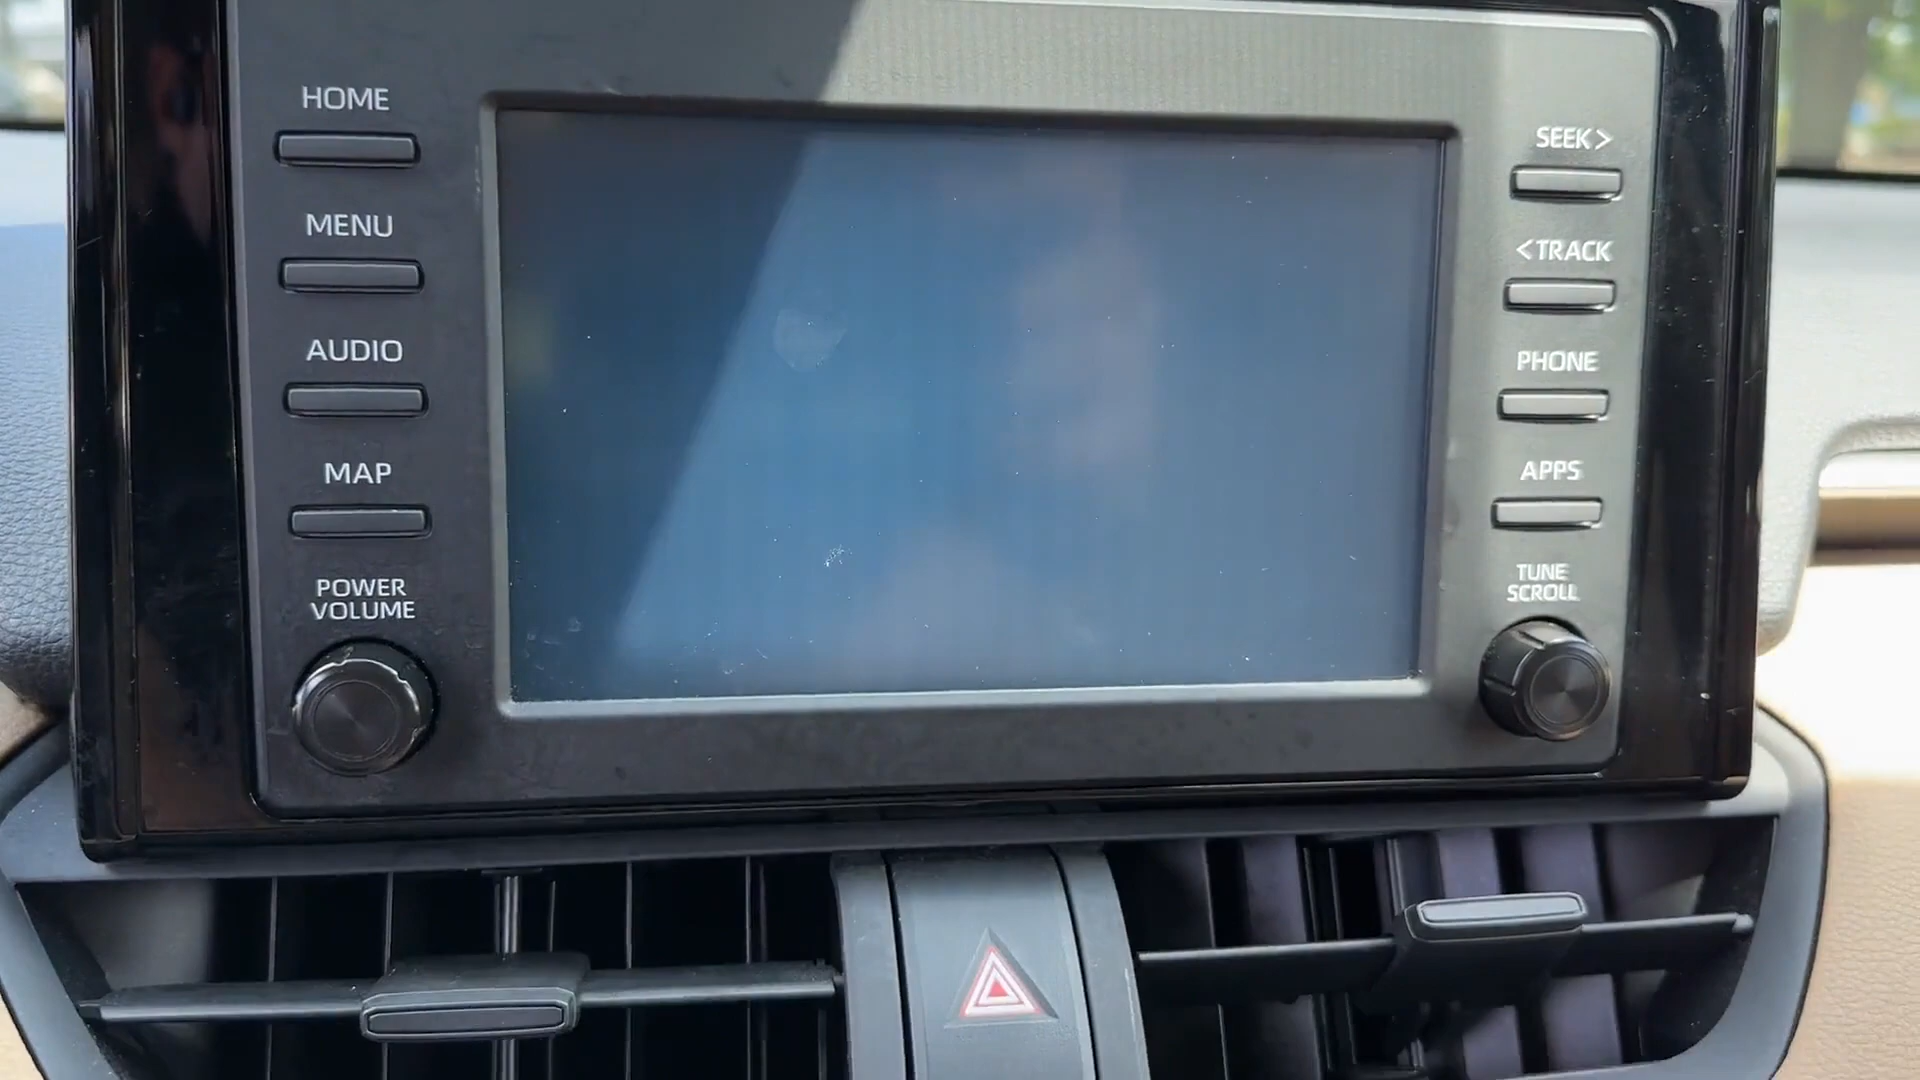 HOME
MENU
AUDIO
MAP
POWER
VOLUME
SEEK>
<TRACK
PHONE
APPS
TUNE
SCROLL